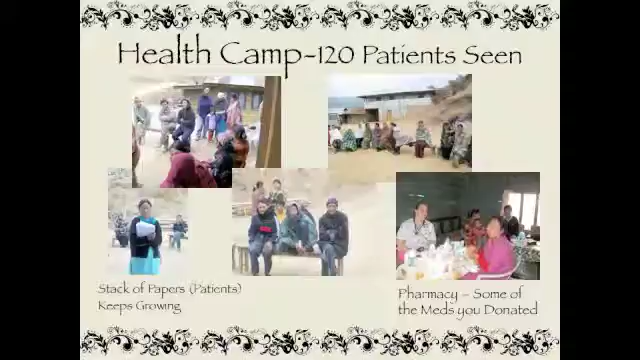 Health Camp-120 Patients Seen
Stack of Papers (Patients)
Keeps Growing
Pharmacy – Some of
the Meds you Donated